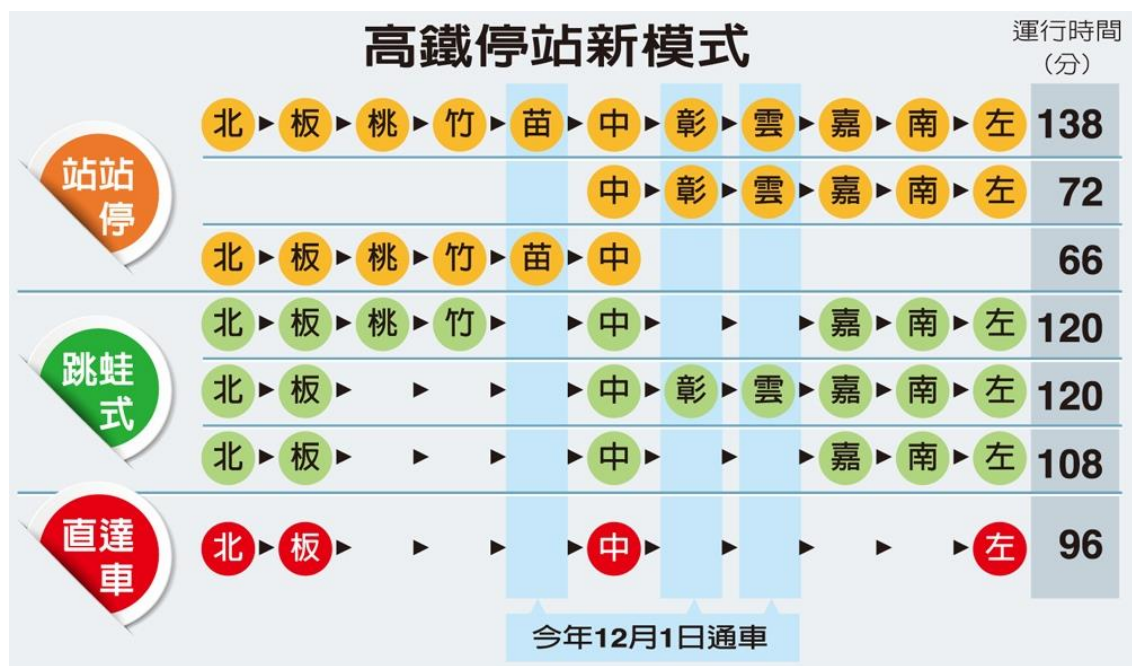 高鐵停站新模式
運行時間
(分)
站站
停
北▸板▸桃▸竹▸苗▸中▸彰▸雲▸嘉▸南▸左 138
中▸彰▸雲▸嘉▸南▸左 72
北▸板▸桃▸竹▸苗▸中 66
跳蛙
式
北▸板▸桃▸竹▸ ▸中▸ ▸ ▸嘉▸南▸左 120
北▸板▸ ▸ ▸ ▸中▸彰▸雲▸嘉▸南▸左 120
北▸板▸ ▸ ▸ ▸中▸ ▸ ▸嘉▸南▸左 108
直達
車
北▸板▸ ▸ ▸ ▸中▸ ▸ ▸ ▸ ▸左 96
今年12月1日通車